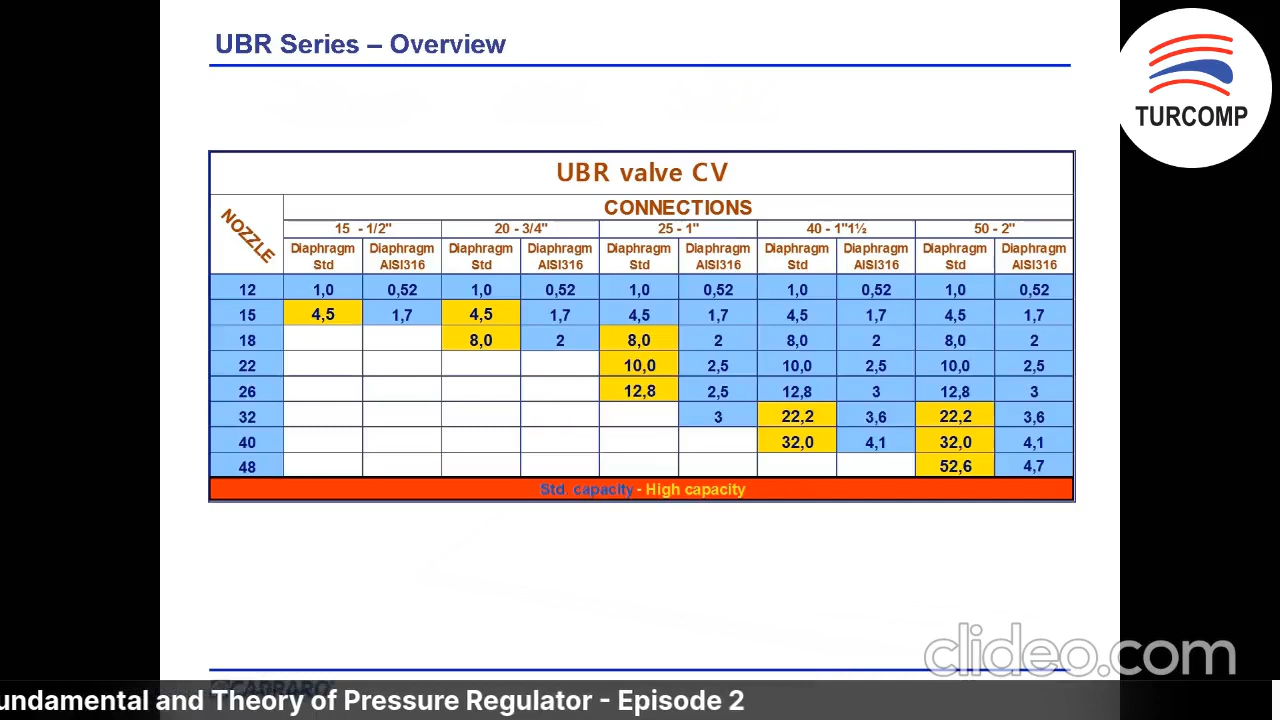 UBR Series – Overview
TURCOMP
UBR valve CV
NOZZLE
CONNECTIONS
15 - 1/2" 20 - 3/4" 25 - 1" 40 - 1"1½ 50 - 2"
Diaphragm Std Diaphragm AISI316 Diaphragm Std Diaphragm AISI316 Diaphragm Std Diaphragm AISI316 Diaphragm Std Diaphragm AISI316 Diaphragm Std Diaphragm AISI316
12 1,0 0,52 1,0 0,52 1,0 0,52 1,0 0,52 1,0 0,52
15 4,5 1,7 4,5 1,7 4,5 1,7 4,5 1,7 4,5 1,7
18 8,0 2 8,0 2 8,0 2 8,0 2
22 10,0 2,5 10,0 2,5 10,0 2,5
26 12,8 2,5 12,8 3 12,8 3
32 3 22,2 3,6 22,2 3,6
40 32,0 4,1 32,0 4,1
48 52,6 4,7
Std. capacity - High capacity
clideo.com
undamental and Theory of Pressure Regulator - Episode 2